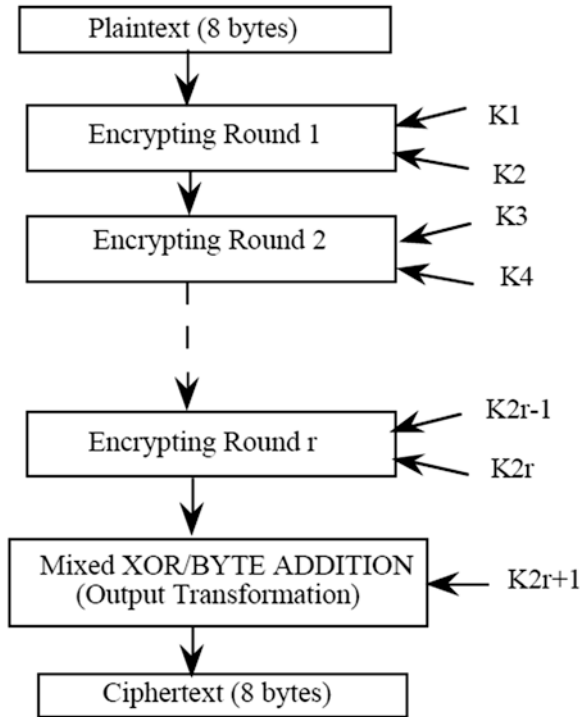 Plaintext (8 bytes)
Encrypting Round 1
K1
K2
Encrypting Round 2
K3
K4
Encrypting Round r
K2r-1
K2r
Mixed XOR/BYTE ADDITION
(Output Transformation)
K2r+1
Ciphertext (8 bytes)